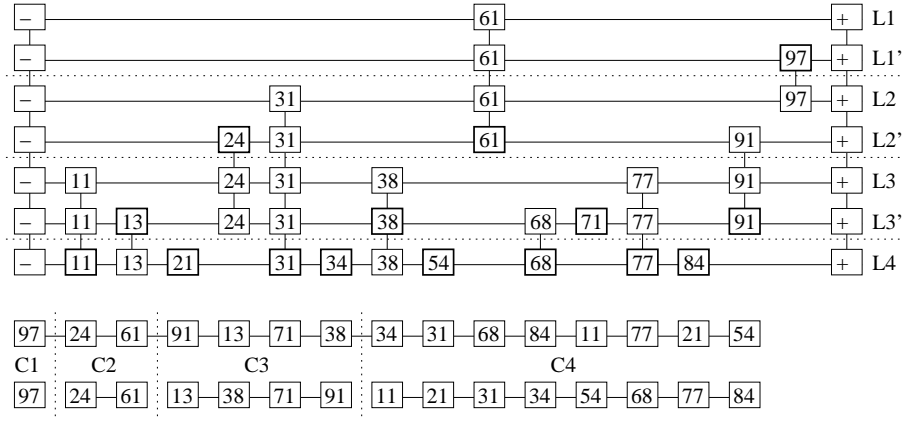 − 61 + L1
− 61 97 + L1’
− 31 61 97 + L2
− 24 31 61 91 + L2’
− 11 24 31 38 77 91 + L3
− 11 13 24 31 38 68 71 77 91 + L3’
− 11 13 21 31 34 38 54 68 77 84 + L4
97 24 61 91 13 71 38 34 31 68 84 11 77 21 54
C1 C2 C3 C4
97 24 61 13 38 71 91 11 21 31 34 54 68 77 84